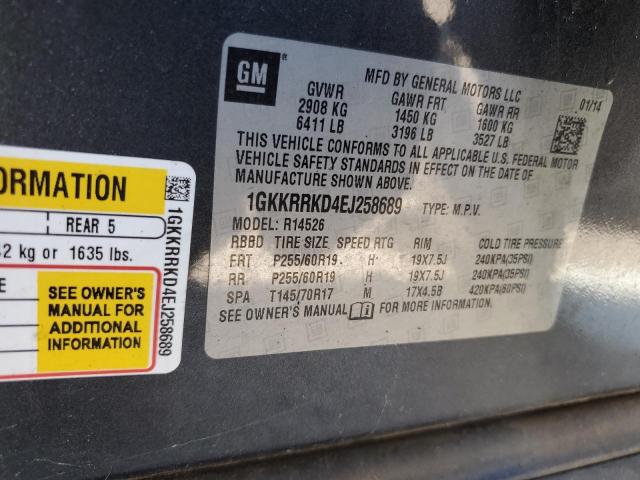 GM
MFD BY GENERAL MOTORS LLC
GVWR GAWR FRT GAWR RR 01/14
2908 KG 1450 KG 1600 KG
6411 LB 3196 LB 3527 LB
THIS VEHICLE CONFORMS TO ALL APPLICABLE U.S. FEDERAL MOTOR
VEHICLE SAFETY STANDARDS IN EFFECT ON THE DATE OF
MANUFACTURE SHOWN ABOVE.
1GKKRRKD4EJ258689 TYPE: M.P.V.
MODEL: R14526
RBBD TIRE SIZE SPEED RTG RIM COLD TIRE PRESSURE
FRT P255/60R19 H 19X7.5J 240KPA(35PSI)
RR P255/60R19 H 19X7.5J 240KPA(35PSI)
SPA T145/70R17 M 17X4.5B 420KPA(60PSI)
SEE OWNER'S MANUAL FOR MORE INFORMATION.
ORMATION
REAR 5
42 kg or 1635 lbs.
E
SEE OWNER'S
MANUAL FOR
ADDITIONAL
INFORMATION
1GKKRRKD4EJ258689